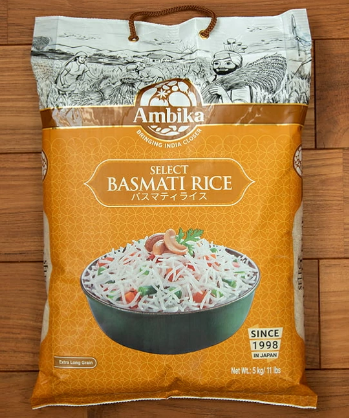 Ambika
BRINGING INDIA CLOSER
SELECT
BASMATI RICE
バスマティライス
SINCE
1998
IN JAPAN
Extra Long Grain
Net Wt.: 5 kg/ 11 lbs